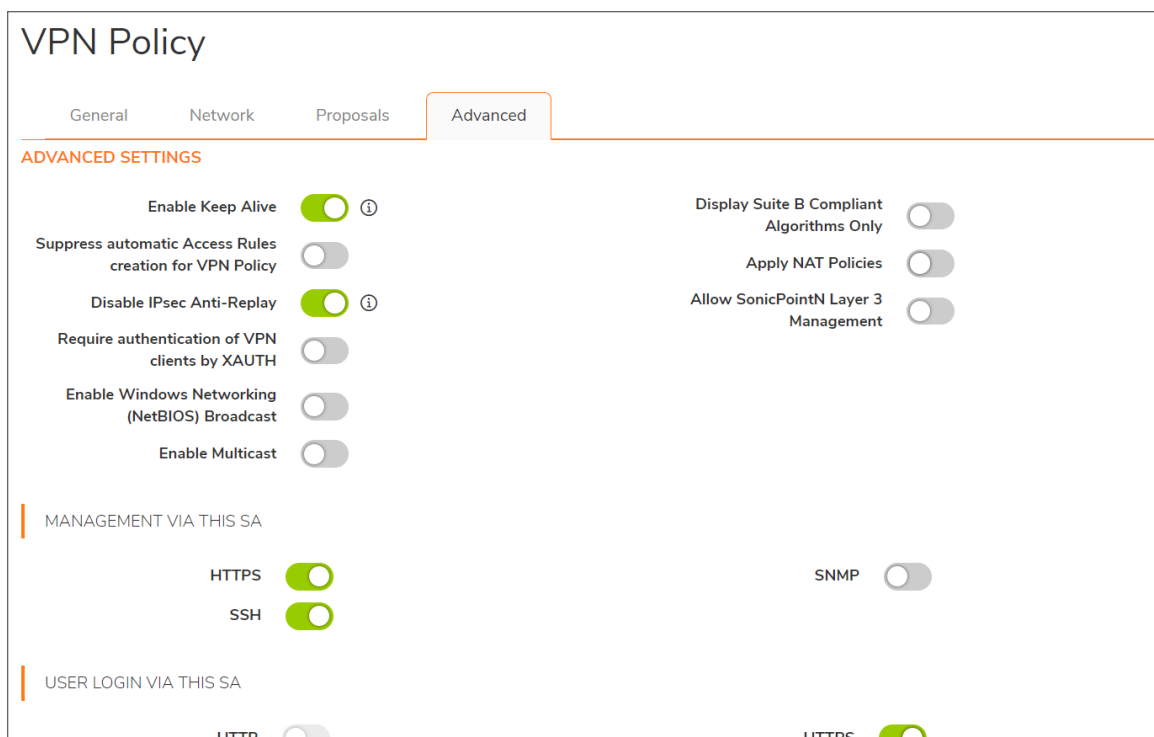 VPN Policy
General
Network
Proposals
Advanced
ADVANCED SETTINGS
Enable Keep Alive
Suppress automatic Access Rules
creation for VPN Policy
Disable IPsec Anti-Replay
Require authentication of VPN
clients by XAUTH
Enable Windows Networking
(NetBIOS) Broadcast
Enable Multicast
Display Suite B Compliant
Algorithms Only
Apply NAT Policies
Allow SonicPointN Layer 3
Management
MANAGEMENT VIA THIS SA
HTTPS
SSH
SNMP
USER LOGIN VIA THIS SA
HTTP
HTTPS